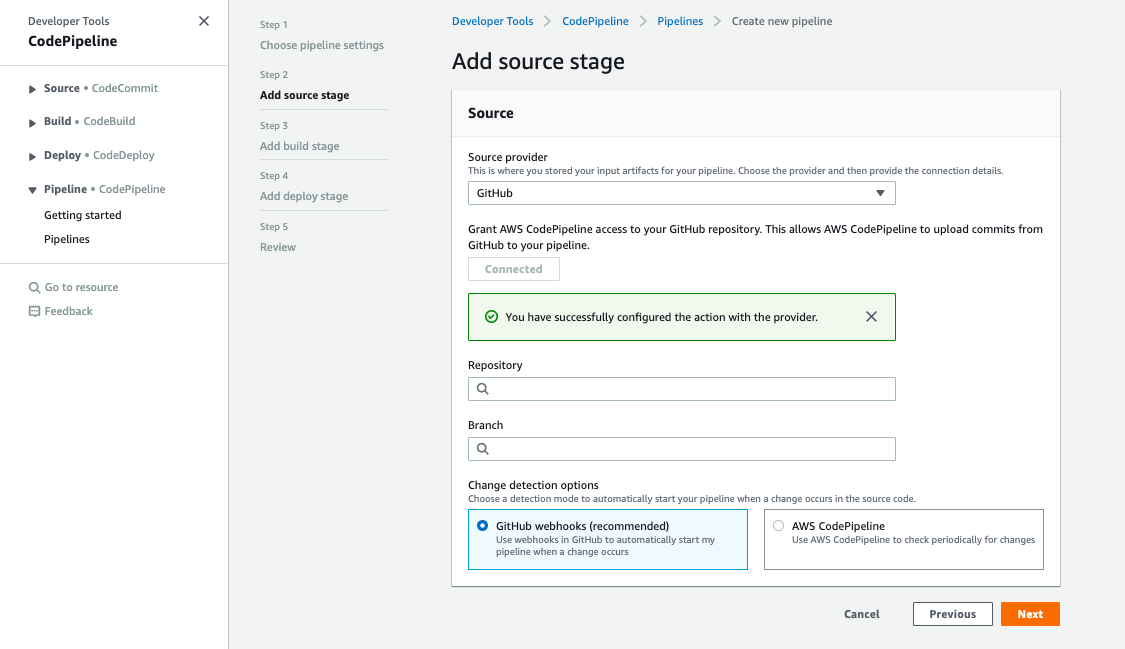 Developer Tools
CodePipeline
Source • CodeCommit
Build • CodeBuild
Deploy • CodeDeploy
Pipeline • CodePipeline
Getting started
Pipelines
Go to resource
Feedback
Step 1
Choose pipeline settings
Step 2
Add source stage
Step 3
Add build stage
Step 4
Add deploy stage
Step 5
Review
Developer Tools > CodePipeline > Pipelines > Create new pipeline
Add source stage
Source
Source provider
This is where you stored your input artifacts for your pipeline. Choose the provider and then provide the connection details.
GitHub
Grant AWS CodePipeline access to your GitHub repository. This allows AWS CodePipeline to upload commits from
GitHub to your pipeline.
Connected
You have successfully configured the action with the provider.
Repository
Branch
Change detection options
Choose a detection mode to automatically start your pipeline when a change occurs in the source code.
GitHub webhooks (recommended)
Use webhooks in GitHub to automatically start my
pipeline when a change occurs
AWS CodePipeline
Use AWS CodePipeline to check periodically for changes
Cancel
Previous
Next